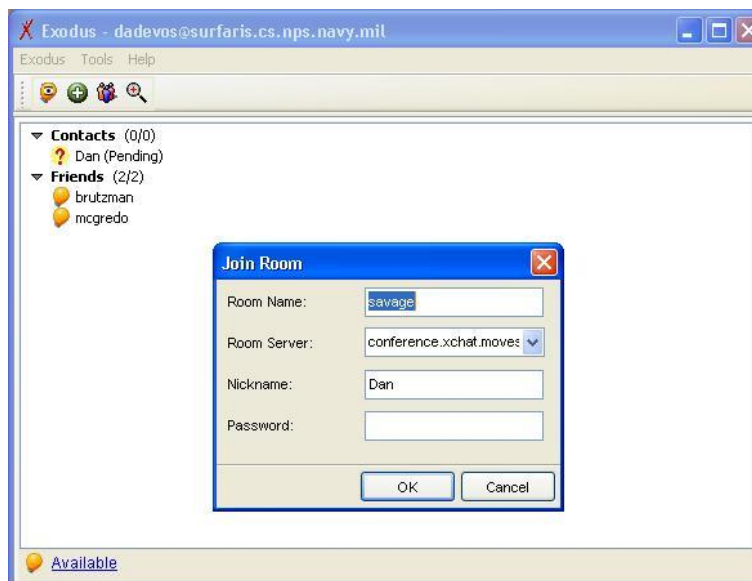 Exodus - dadevos@surfaris.cs.nps.navy.mil
Exodus Tools Help
Contacts (0/0)
Dan (Pending)
Friends (2/2)
brutzman
mcgredo
Join Room
Room Name: savage
Room Server: conference.xchat.moves
Nickname: Dan
Password:
OK Cancel
Available